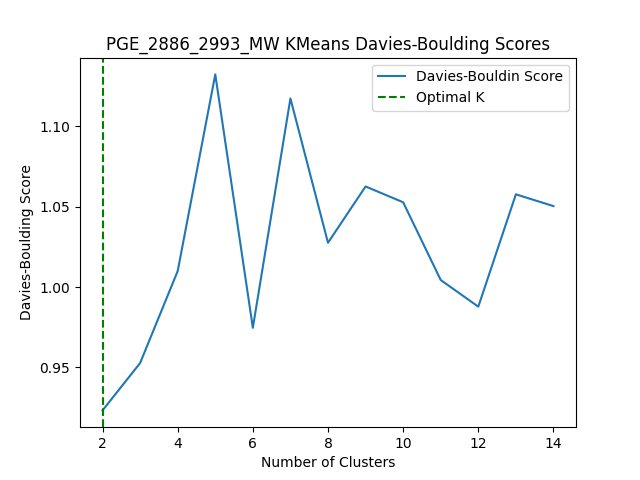 PGE_2886_2993_MW KMeans Davies-Boulding Scores
Davies-Bouldin Score
Optimal K
1.10
1.05
1.00
0.95
Davies-Boulding Score
2 4 6 8 10 12 14
Number of Clusters